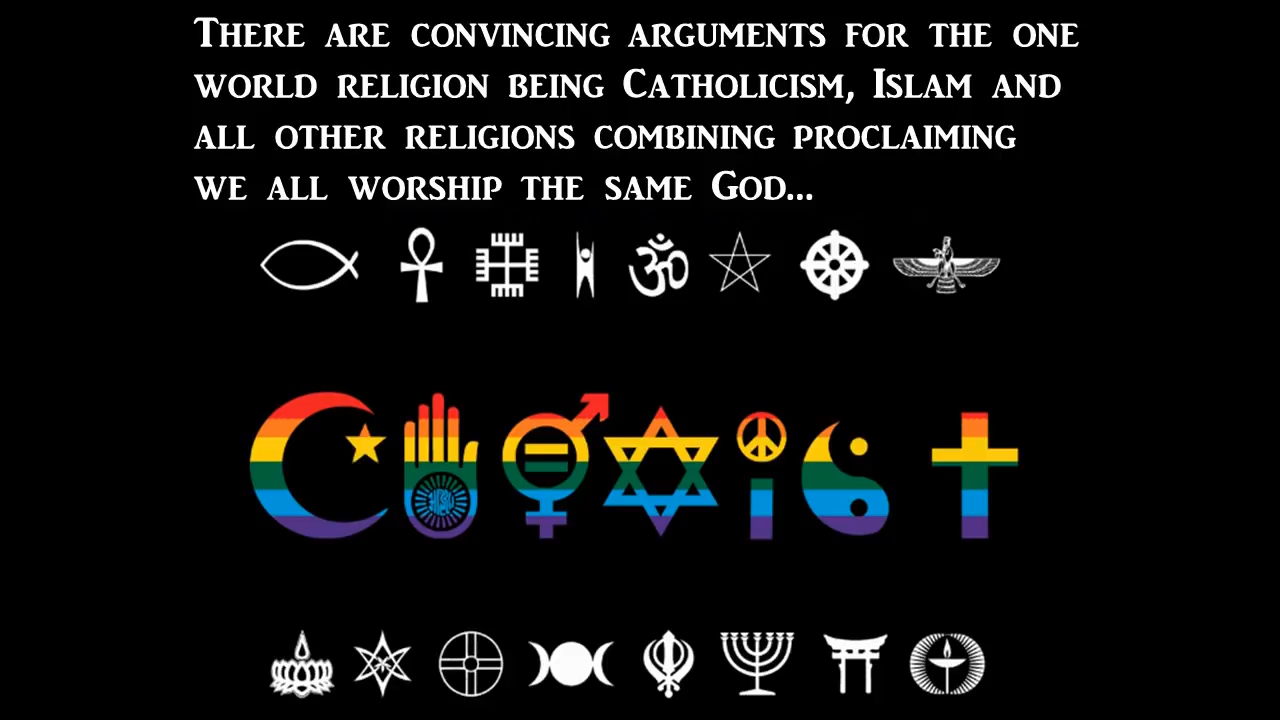 There are convincing arguments for the one
world religion being Catholicism, Islam and
all other religions combining proclaiming
we all worship the same God...
COEXIST